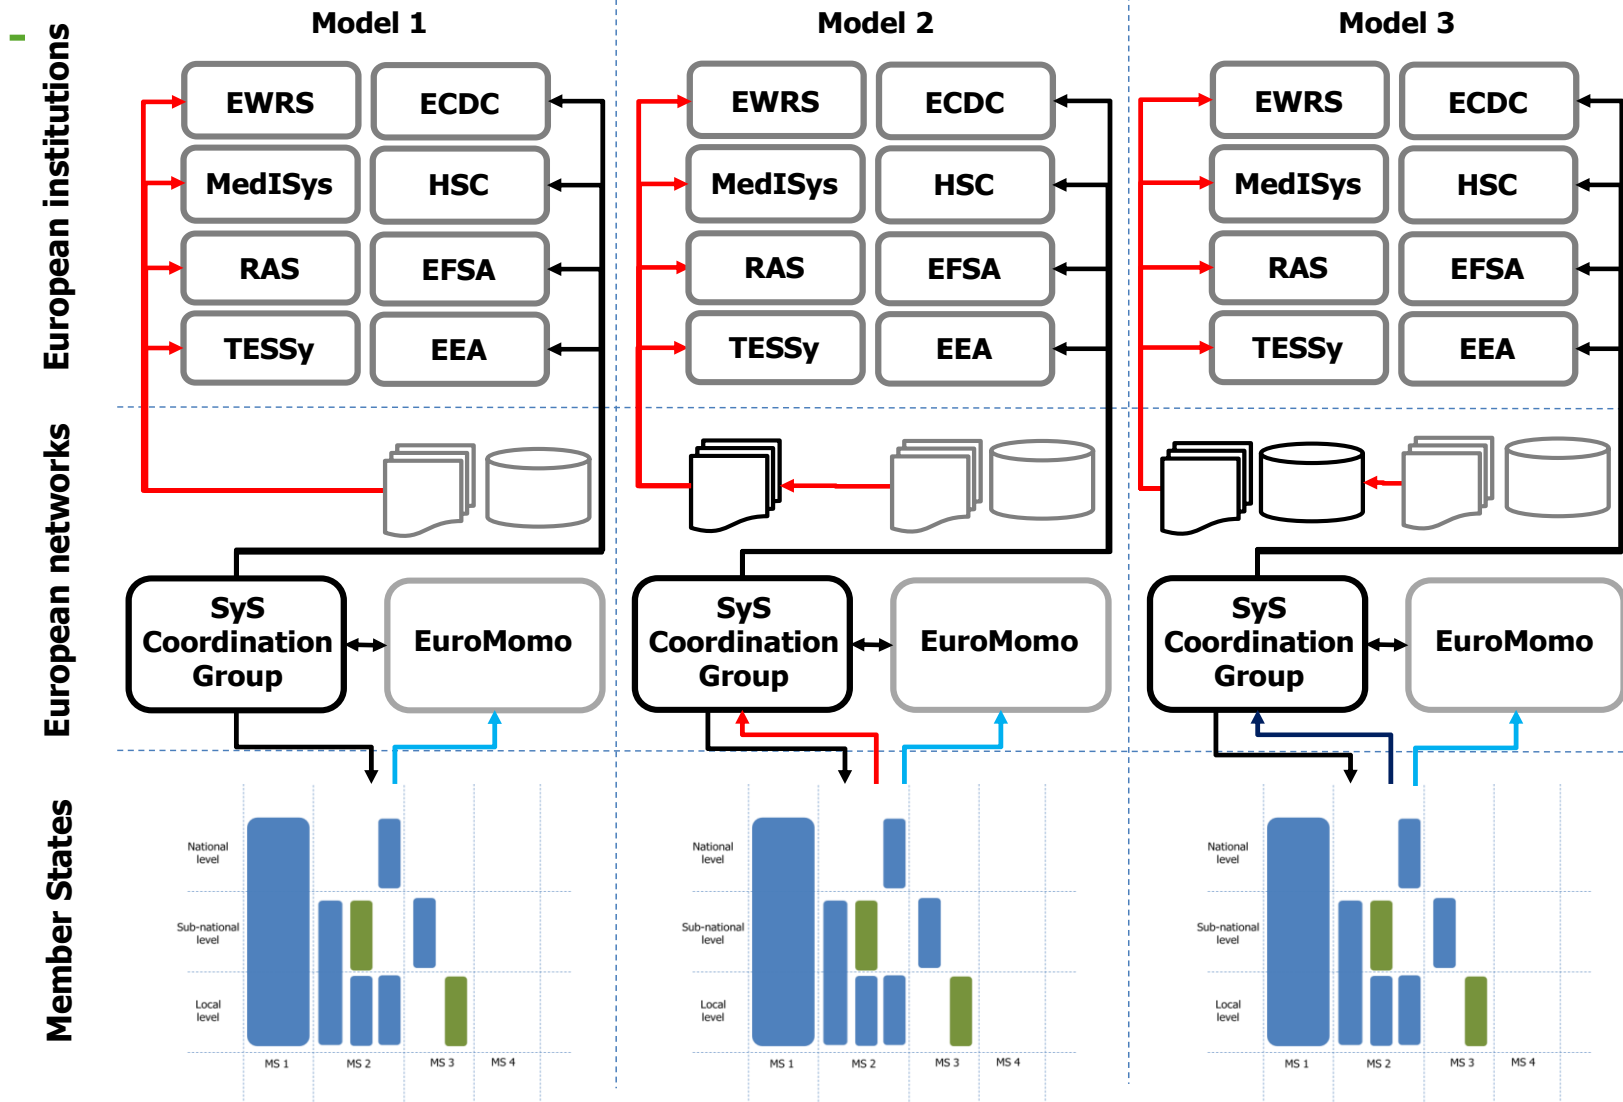 Model 1
Model 2
Model 3
European institutions
EWRS
ECDC
MedISys
HSC
RAS
EFSA
TESSy
EEA
EWRS
ECDC
MedISys
HSC
RAS
EFSA
TESSy
EEA
EWRS
ECDC
MedISys
HSC
RAS
EFSA
TESSy
EEA
European networks
SyS
Coordination
Group
EuroMomo
SyS
Coordination
Group
EuroMomo
SyS
Coordination
Group
EuroMomo
Member States
National
level
Sub-national
level
Local
level
MS 1
MS 2
MS 3
MS 4
National
level
Sub-national
level
Local
level
MS 1
MS 2
MS 3
MS 4
National
level
Sub-national
level
Local
level
MS 1
MS 2
MS 3
MS 4